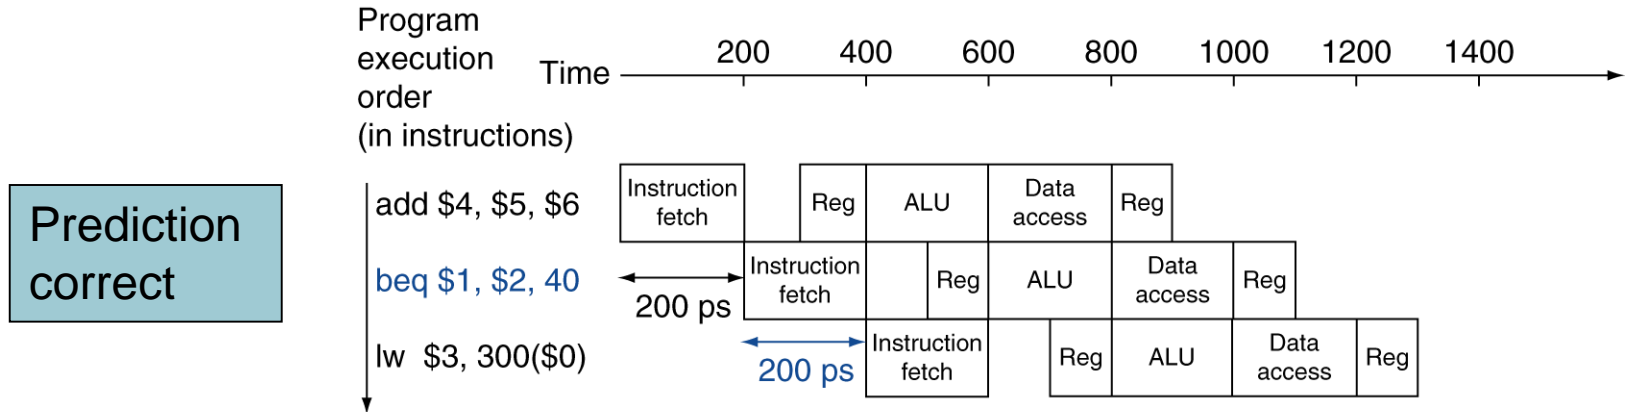 Program
execution
order
(in instructions)
Time
200 400 600 800 1000 1200 1400
Prediction
correct
add $4, $5, $6
Instruction
fetch
Reg
ALU
Data
access
Reg
beq $1, $2, 40
200 ps
Instruction
fetch
Reg
ALU
Data
access
Reg
lw $3, 300($0)
200 ps
Instruction
fetch
Reg
ALU
Data
access
Reg